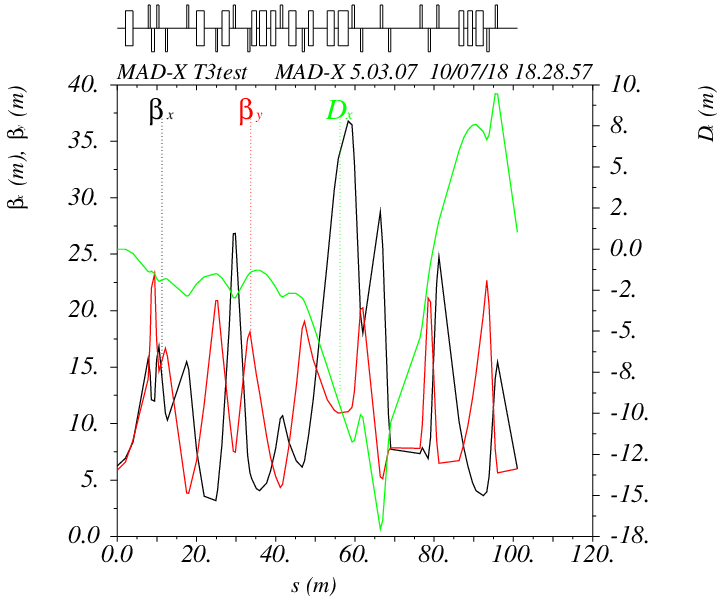 MAD-X T3test MAD-X 5.03.07 10/07/18 18.28.57
40. 10.
βx βy Dx
35. 8.
5.
30. 2.
25. 0.0
20. -2.
-5.
15. -8.
10. -10.
-12.
5. -15.
0.0 -18.
0.0 20. 40. 60. 80. 100. 120.
s (m)
βx (m), βy (m)
Dx (m)